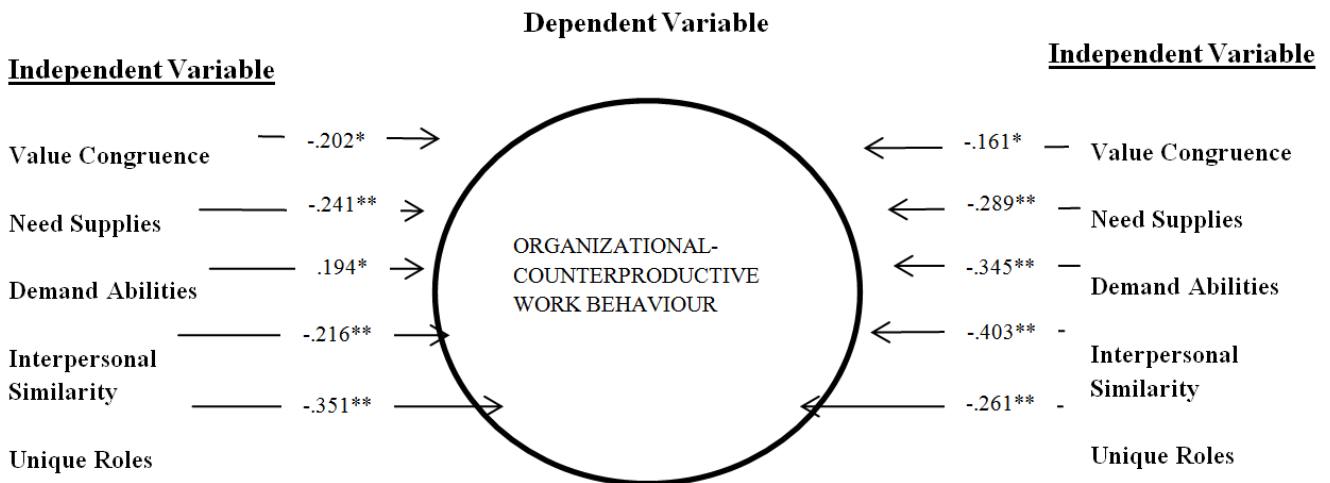 Dependent Variable
Independent Variable
Independent Variable
-.202*
-.161*
Value Congruence
Value Congruence
-.241**
-.289**
Need Supplies
Need Supplies
ORGANIZATIONAL-
COUNTERPRODUCTIVE
WORK BEHAVIOUR
.194*
-.345**
Demand Abilities
Demand Abilities
-.216**
-.403**
Interpersonal
Similarity
Interpersonal
Similarity
-.351**
-.261**
Unique Roles
Unique Roles